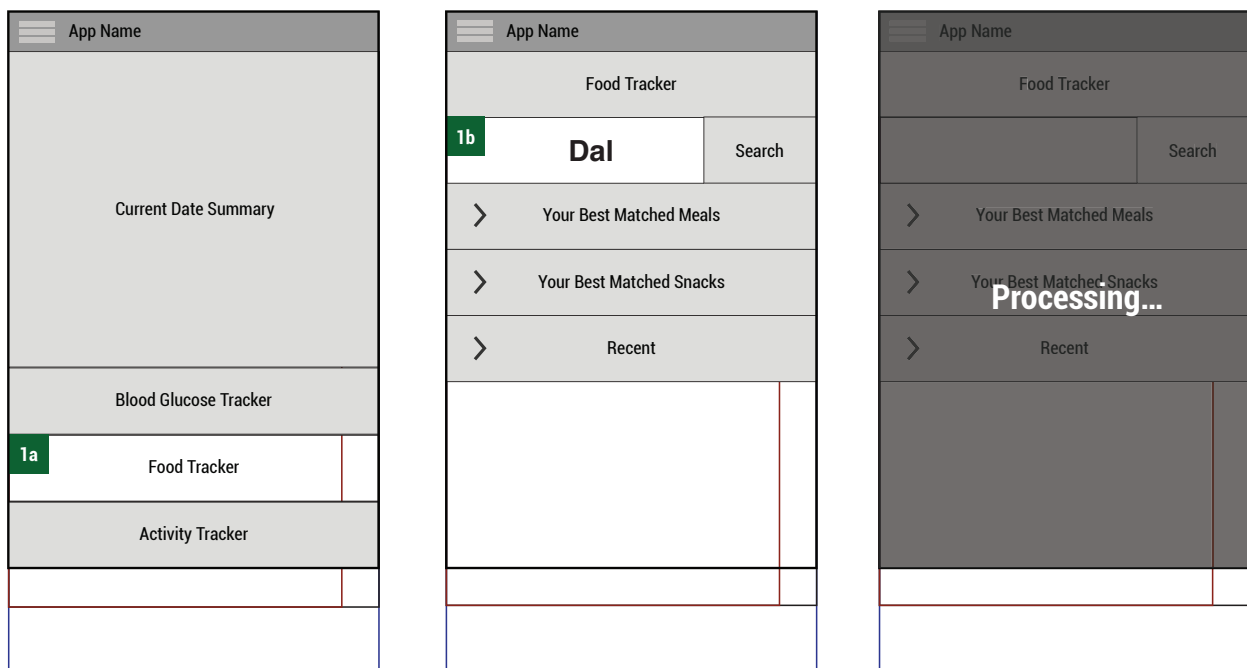 App Name
Current Date Summary
Blood Glucose Tracker
1a
Food Tracker
Activity Tracker
App Name
Food Tracker
1b
Dal
Search
Your Best Matched Meals
Your Best Matched Snacks
Recent
App Name
Food Tracker
Search
Your Best Matched Meals
Your Best Matched Snacks
Processing...
Recent